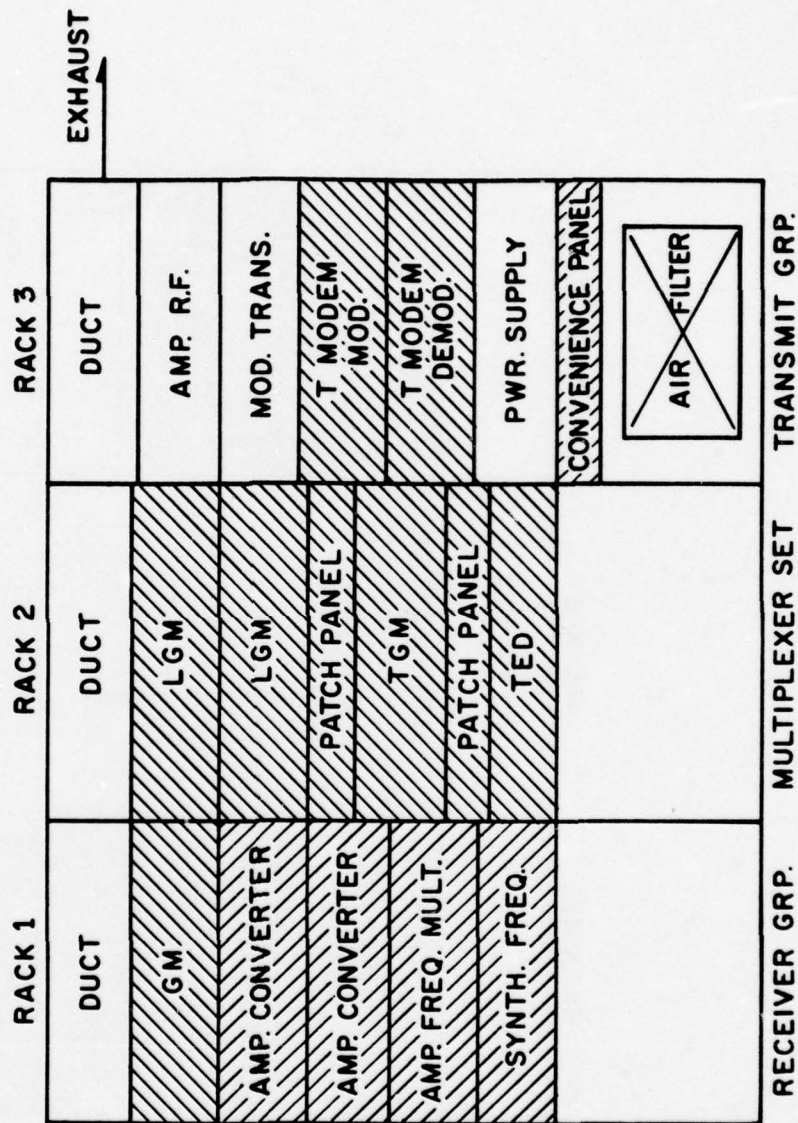 EXHAUST
RACK 1
RACK 2
RACK 3
DUCT
GM
AMP. CONVERTER
AMP. CONVERTER
AMP. FREQ. MULT.
SYNTH. FREQ.
RECEIVER GRP.
DUCT
LGM
LGM
PATCH PANEL
TGM
PATCH PANEL
TED
MULTIPLEXER SET
DUCT
AMP. R.F.
MOD. TRANS.
T MODEM
MOD.
T MODEM
DEMOD.
PWR. SUPPLY
CONVENIENCE PANEL
AIR FILTER
TRANSMIT GRP.